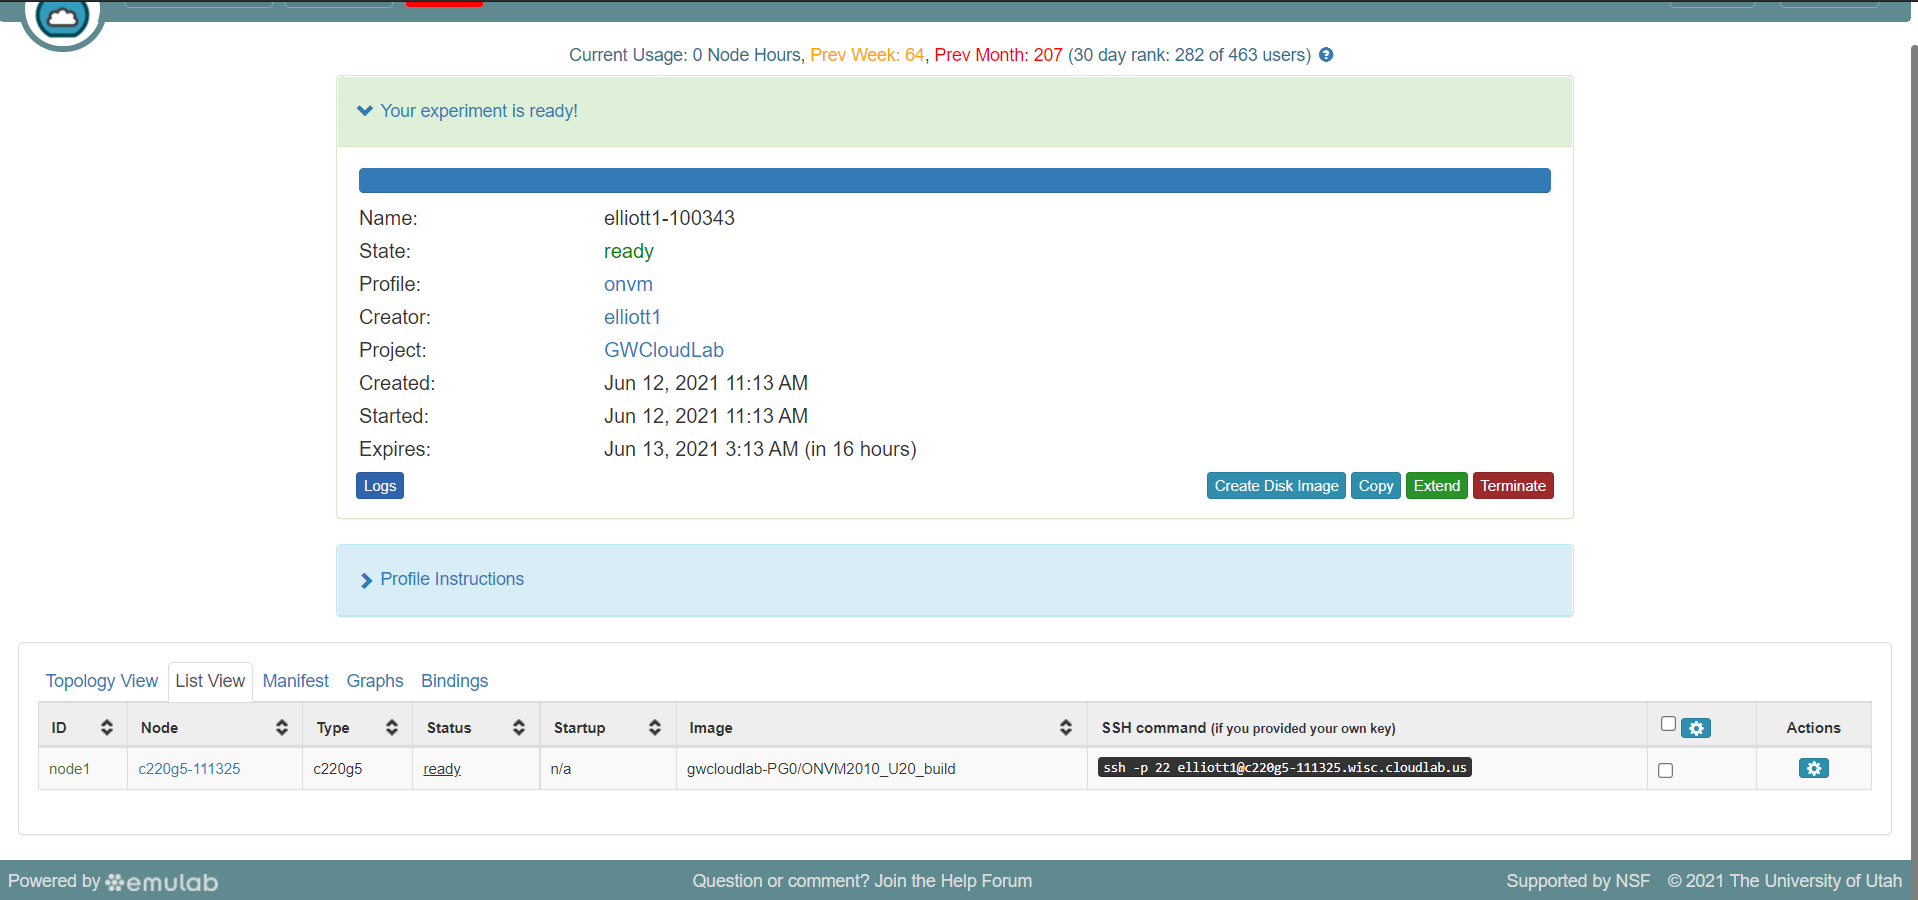 Current Usage: 0 Node Hours, Prev Week: 64, Prev Month: 207 (30 day rank: 282 of 463 users)
Your experiment is ready!
Name: elliott1-100343
State: ready
Profile: onvm
Creator: elliott1
Project: GWCloudLab
Created: Jun 12, 2021 11:13 AM
Started: Jun 12, 2021 11:13 AM
Expires: Jun 13, 2021 3:13 AM (in 16 hours)
Logs Create Disk Image Copy Extend Terminate
Profile Instructions
Topology View List View Manifest Graphs Bindings
ID Node Type Status Startup Image SSH command (if you provided your own key) Actions
node1 c220g5-111325 c220g5 ready n/a gwcloudlab-PG0/ONVM2010_U20_build ssh -p 22 elliott1@c220g5-111325.wisc.cloudlab.us
Powered by emulab Question or comment? Join the Help Forum Supported by NSF © 2021 The University of Utah